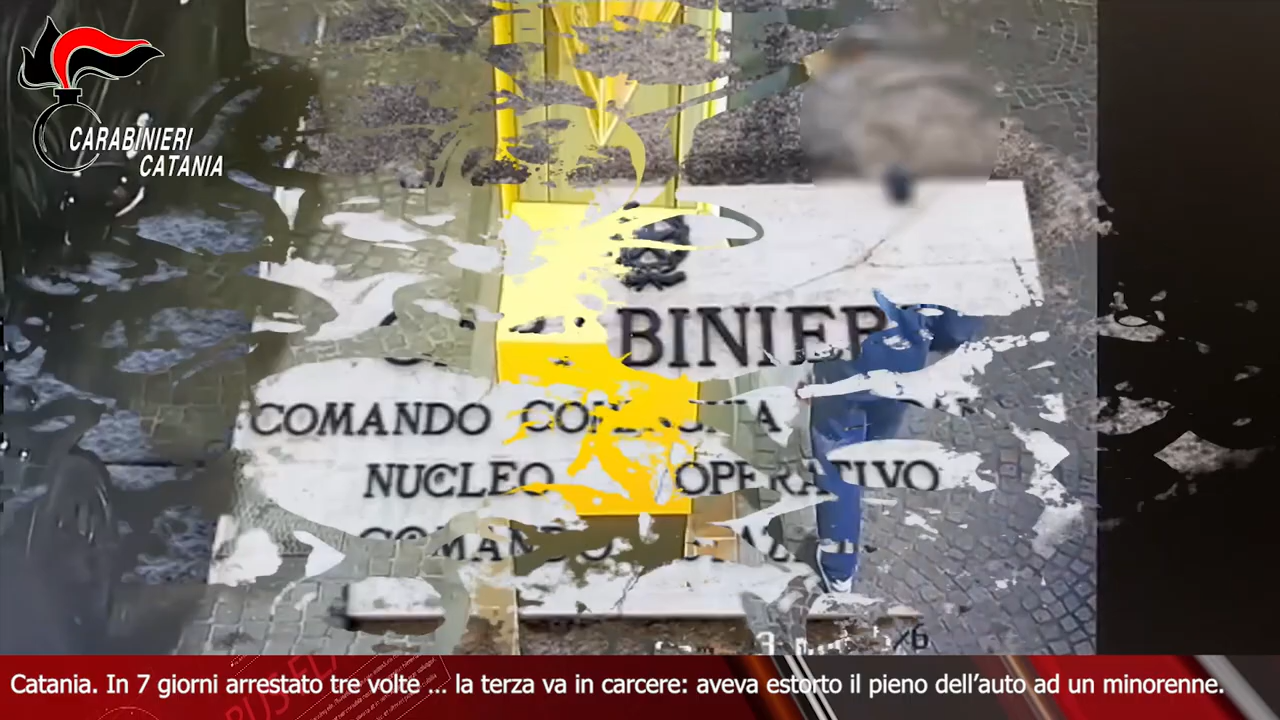 CARABINIERI
CATANIA
BINIER
COMANDO
NUCLEO OPERATIVO
COMANDO
Catania. In 7 giorni arrestato tre volte ... la terza va in carcere: aveva estorto il pieno dell'auto ad un minorenne.